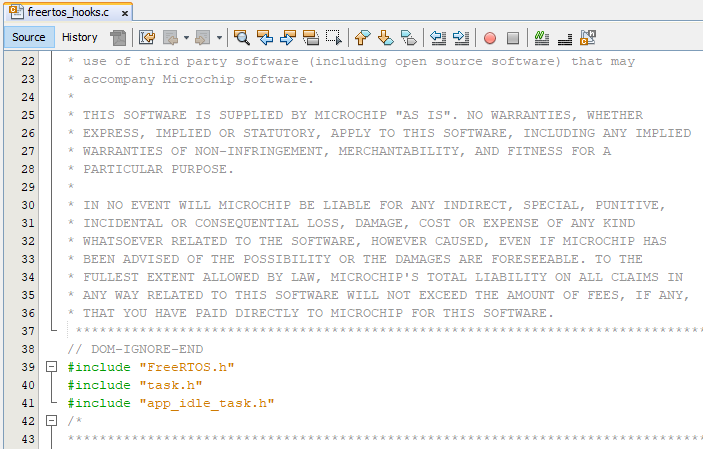 freertos_hooks.c x
Source History
22 * use of third party software (including open source software) that may
23 * accompany Microchip software.
24 *
25 * THIS SOFTWARE IS SUPPLIED BY MICROCHIP "AS IS". NO WARRANTIES, WHETHER
26 * EXPRESS, IMPLIED OR STATUTORY, APPLY TO THIS SOFTWARE, INCLUDING ANY IMPLIED
27 * WARRANTIES OF NON-INFRINGEMENT, MERCHANTABILITY, AND FITNESS FOR A
28 * PARTICULAR PURPOSE.
29 *
30 * IN NO EVENT WILL MICROCHIP BE LIABLE FOR ANY INDIRECT, SPECIAL, PUNITIVE,
31 * INCIDENTAL OR CONSEQUENTIAL LOSS, DAMAGE, COST OR EXPENSE OF ANY KIND
32 * WHATSOEVER RELATED TO THE SOFTWARE, HOWEVER CAUSED, EVEN IF MICROCHIP HAS
33 * BEEN ADVISED OF THE POSSIBILITY OR THE DAMAGES ARE FORESEEABLE. TO THE
34 * FULLEST EXTENT ALLOWED BY LAW, MICROCHIP'S TOTAL LIABILITY ON ALL CLAIMS IN
35 * ANY WAY RELATED TO THIS SOFTWARE WILL NOT EXCEED THE AMOUNT OF FEES, IF ANY,
36 * THAT YOU HAVE PAID DIRECTLY TO MICROCHIP FOR THIS SOFTWARE.
37 *******************************************************************************
38 // DOM-IGNORE-END
39 #include "FreeRTOS.h"
40 #include "task.h"
41 #include "app_idle_task.h"
42 /*
43 ********************************************************************************